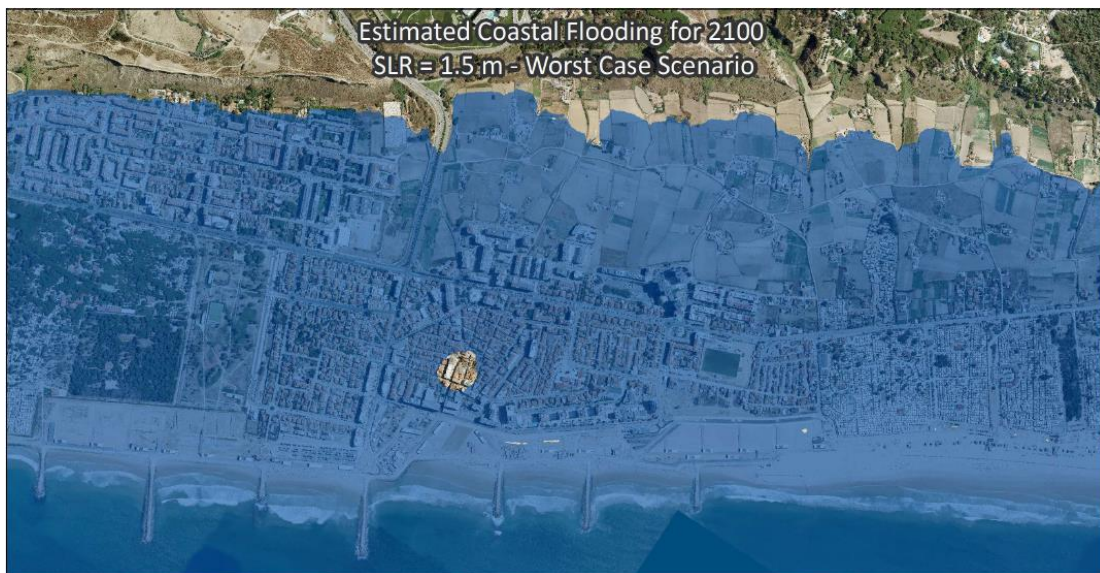 Estimated Coastal Flooding for 2100
SLR = 1.5 m - Worst Case Scenario